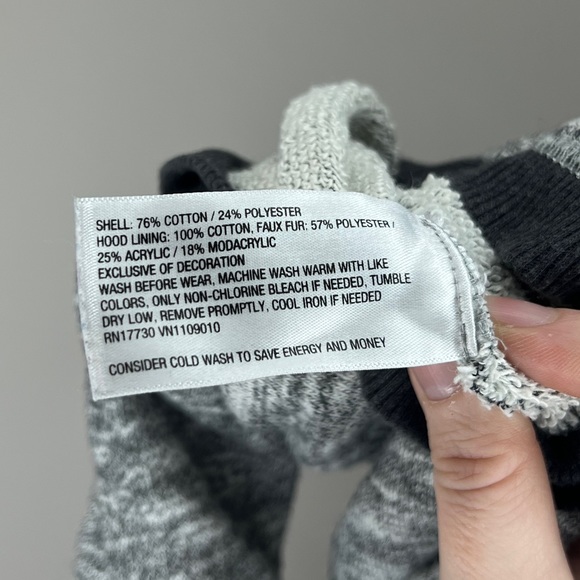 SHELL: 76% COTTON / 24% POLYESTER
HOOD LINING: 100% COTTON, FAUX FUR: 57% POLYESTER /
25% ACRYLIC / 18% MODACRYLIC
EXCLUSIVE OF DECORATION
WASH BEFORE WEAR, MACHINE WASH WARM WITH LIKE
COLORS, ONLY NON-CHLORINE BLEACH IF NEEDED, TUMBLE
DRY LOW, REMOVE PROMPTLY, COOL IRON IF NEEDED
RN17730 VN1109010
CONSIDER COLD WASH TO SAVE ENERGY AND MONEY